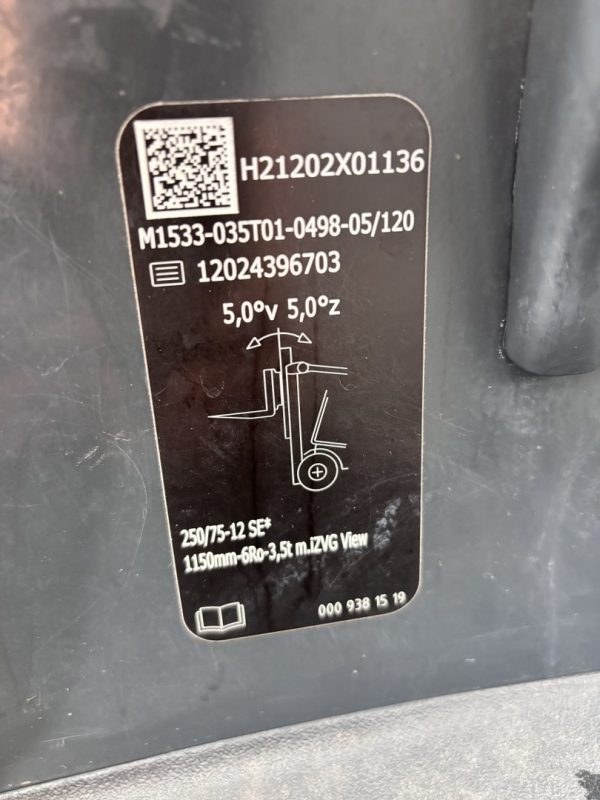 H21202X01136
M1533-035T01-0498-05/120
12024396703
5,0°v 5,0°z
250/75-12 SE*
1150mm-6Ro-3,5t m.iZVG View
000 938 15 19